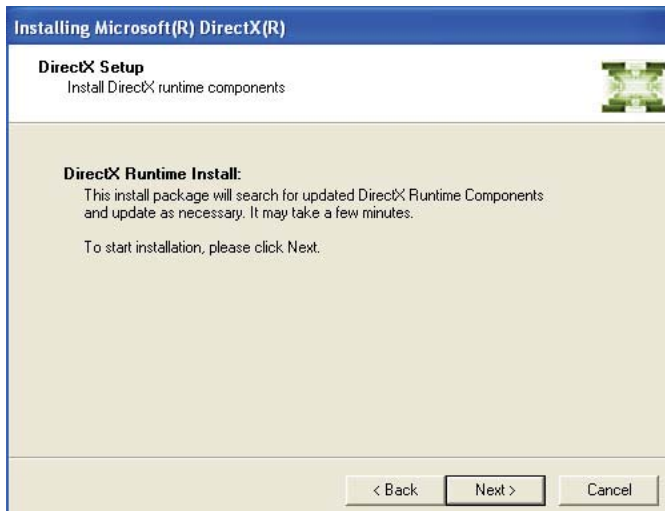 Installing Microsoft(R) DirectX(R)
DirectX Setup
Install DirectX runtime components
DirectX Runtime Install:
This install package will search for updated DirectX Runtime Components
and update as necessary. It may take a few minutes.
To start installation, please click Next.
< Back
Next >
Cancel